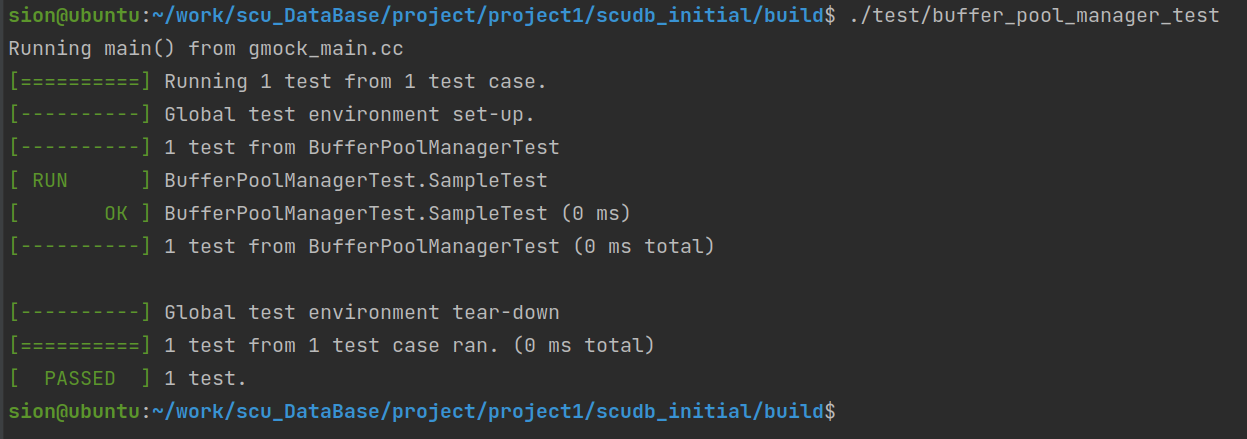 sion@ubuntu:~/work/scu_DataBase/project/project1/scudb_initial/build$ ./test/buffer_pool_manager_test
Running main() from gmock_main.cc
[==========] Running 1 test from 1 test case.
[----------] Global test environment set-up.
[----------] 1 test from BufferPoolManagerTest
[ RUN      ] BufferPoolManagerTest.SampleTest
[       OK ] BufferPoolManagerTest.SampleTest (0 ms)
[----------] 1 test from BufferPoolManagerTest (0 ms total)
[----------] Global test environment tear-down
[==========] 1 test from 1 test case ran. (0 ms total)
[  PASSED  ] 1 test.
sion@ubuntu:~/work/scu_DataBase/project/project1/scudb_initial/build$